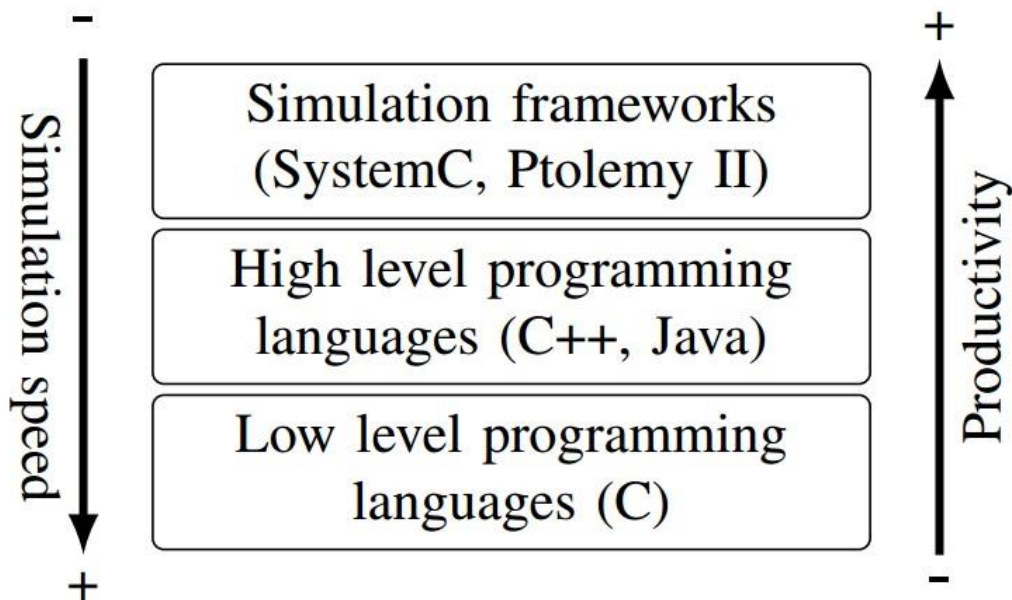 -
+
Simulation speed
Simulation frameworks
(SystemC, Ptolemy II)
High level programming
languages (C++, Java)
Low level programming
languages (C)
Productivity
+
-